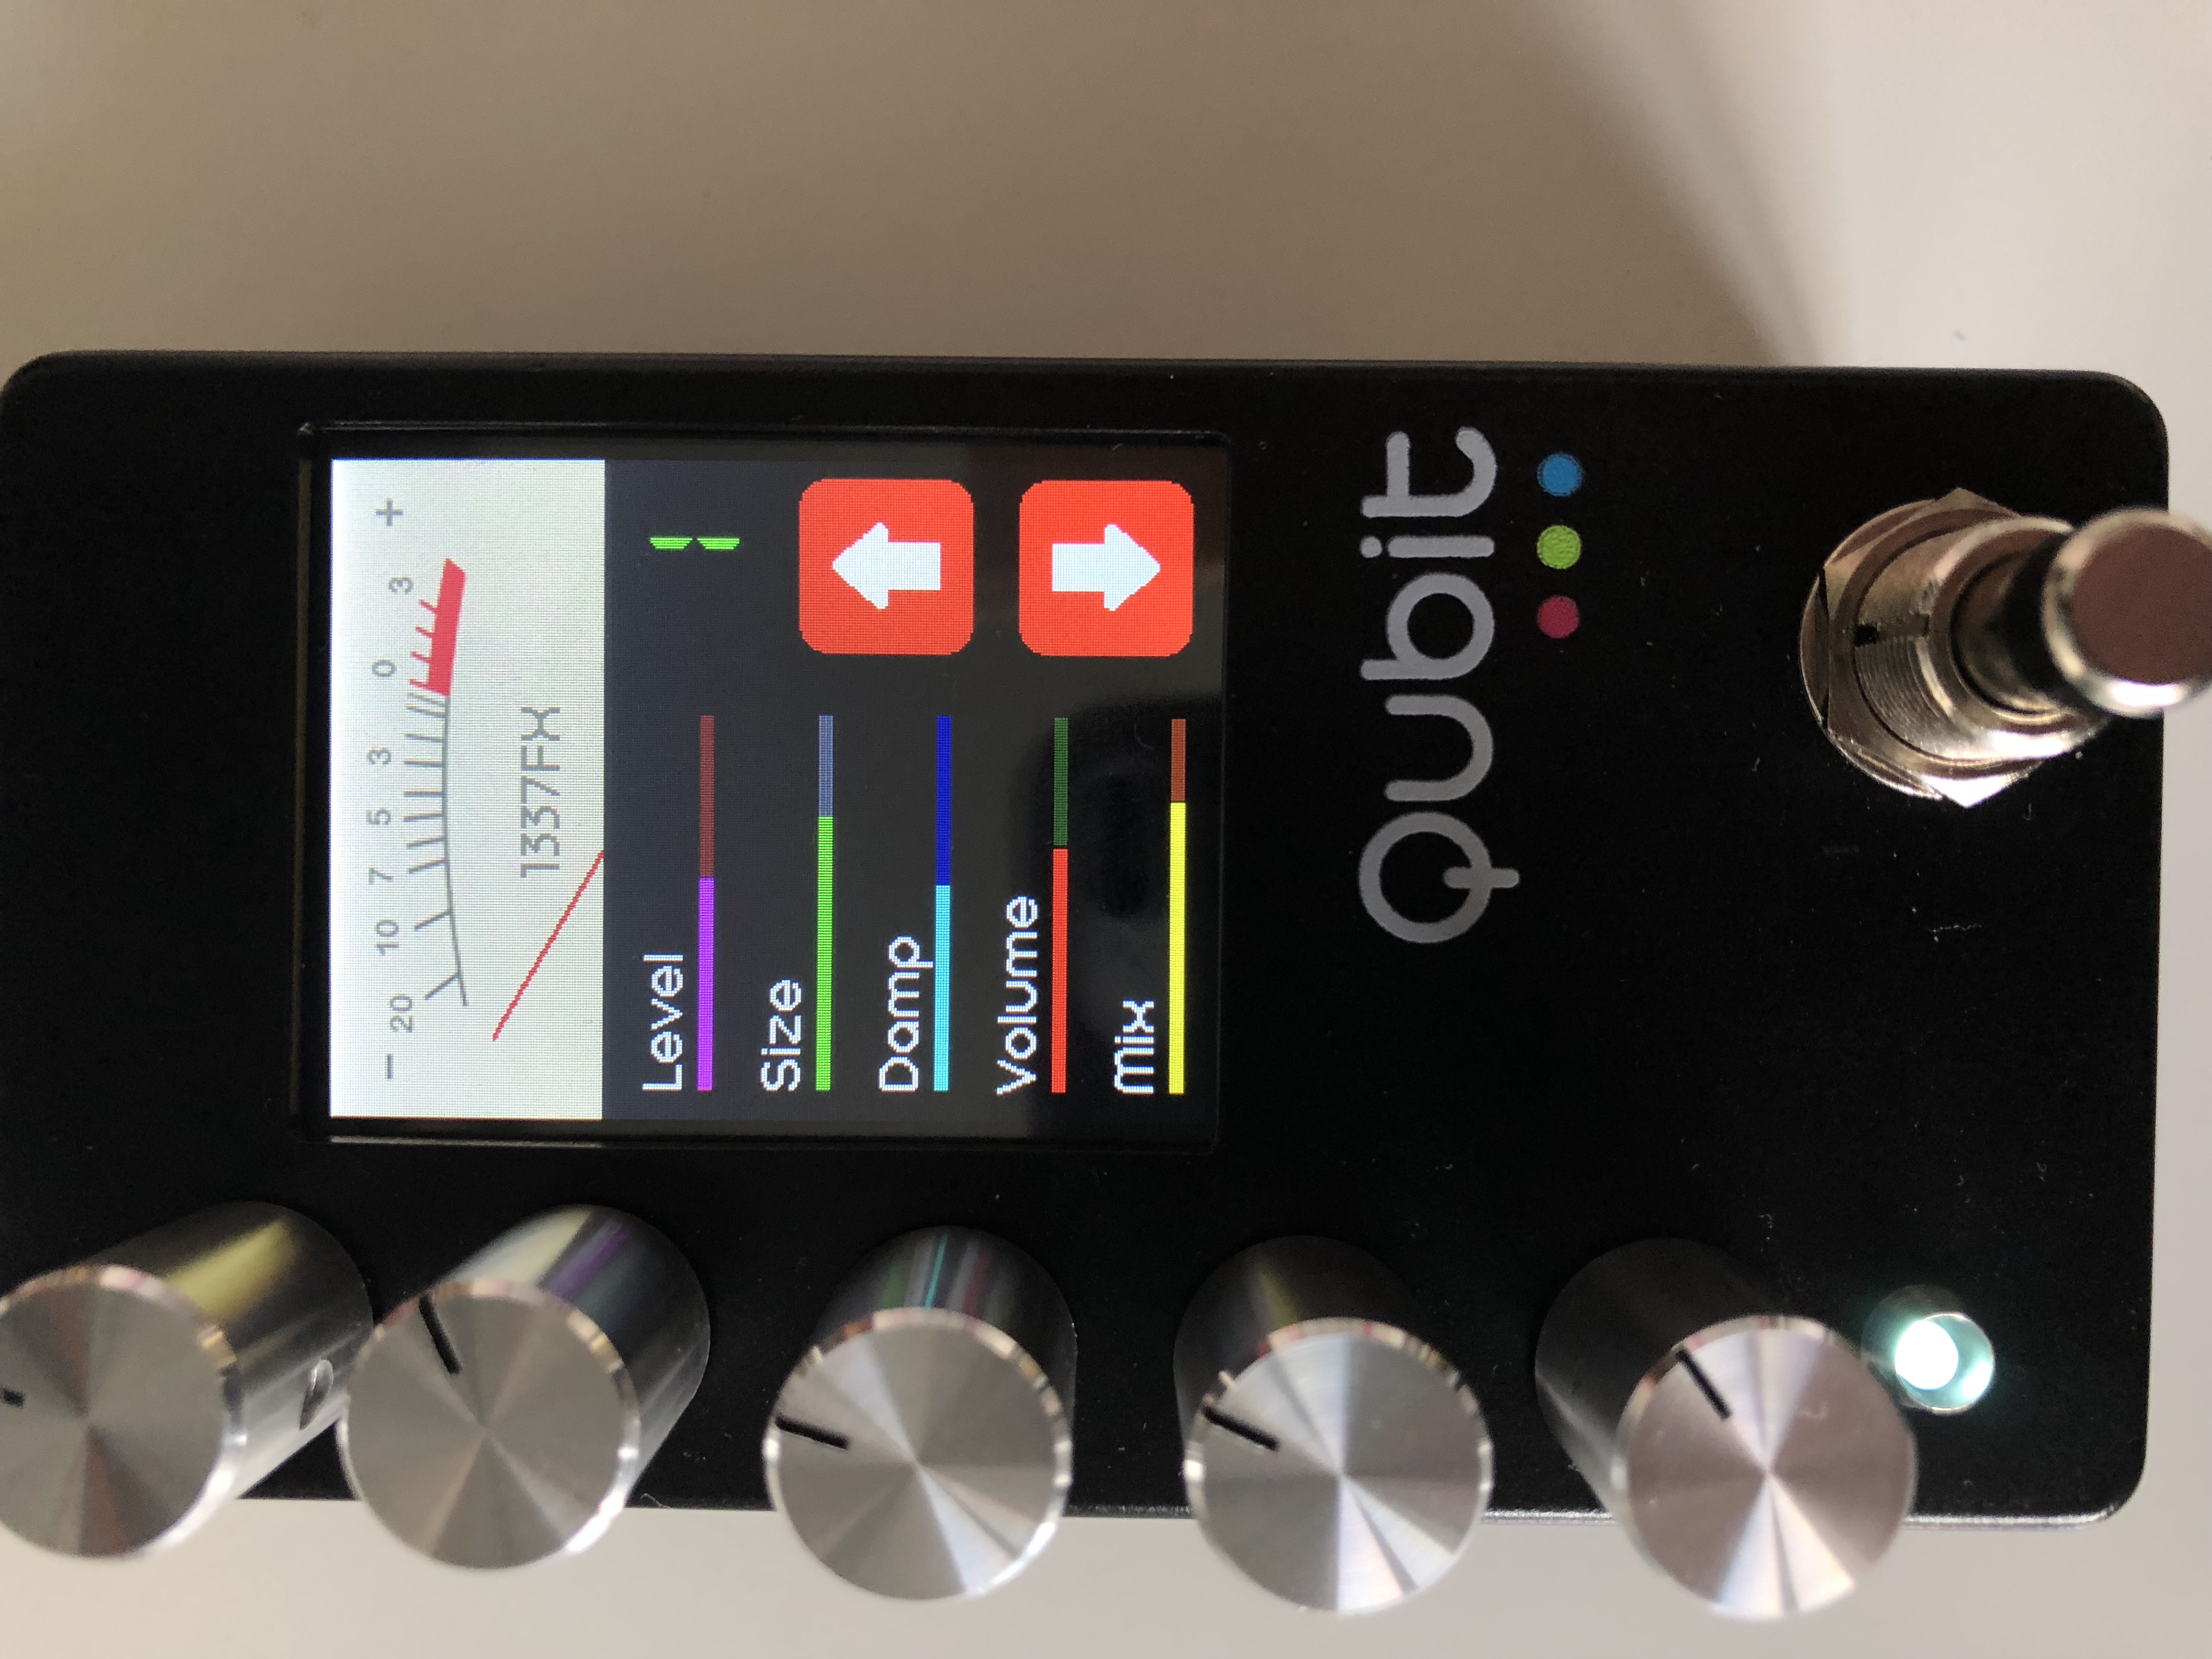 − 20 10 7 5 3 0 3 +
1337FX
Level
1
Size
Damp
Volume
Mix
Qubit